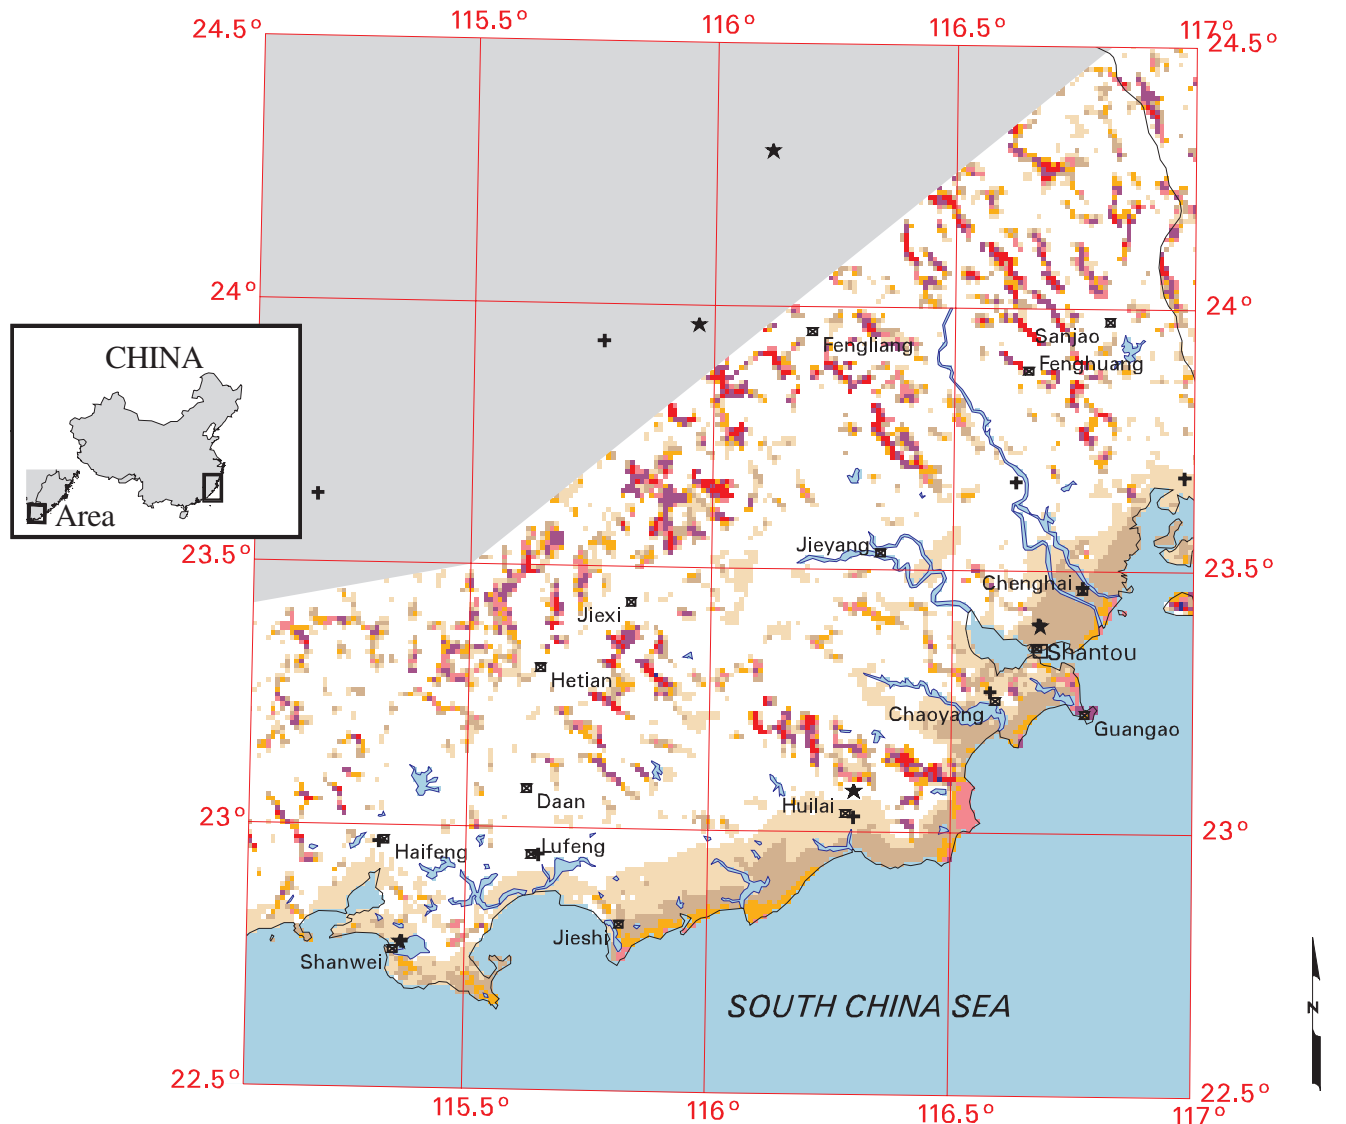 115.5°
116°
116.5°
117°
24.5°
24.5°
24°
24°
Fengliang
Sanjao
Fenghuang
CHINA
Area
23.5°
23.5°
Jieyang
Chenghai
Jiexi
Shantou
Hetian
Chaoyang
Guangao
Daan
Huilai
23°
23°
Haifeng
Lufeng
Jieshi
Shanwei
SOUTH CHINA SEA
N
22.5°
22.5°
115.5°
116°
116.5°
117°